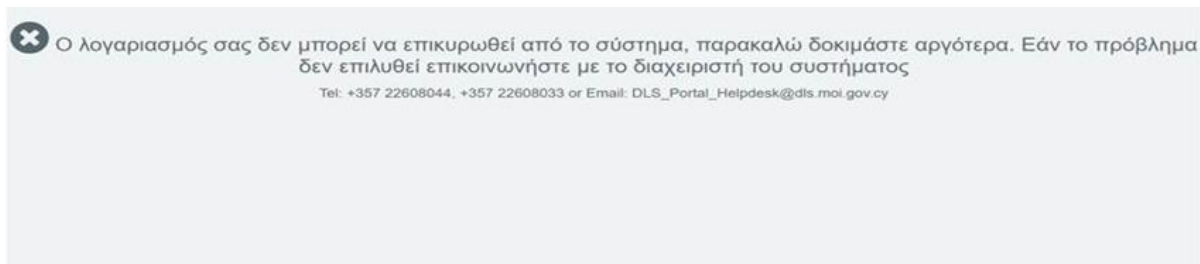 Ο λογαριασμός σας δεν μπορεί να επικυρωθεί από το σύστημα, παρακαλώ δοκιμάστε αργότερα. Εάν το πρόβλημα
δεν επιλυθεί επικοινωνήστε με το διαχειριστή του συστήματος
Tel: +357 22608044, +357 22608033 or Email: DLS_Portal_Helpdesk@dls.moi.gov.cy